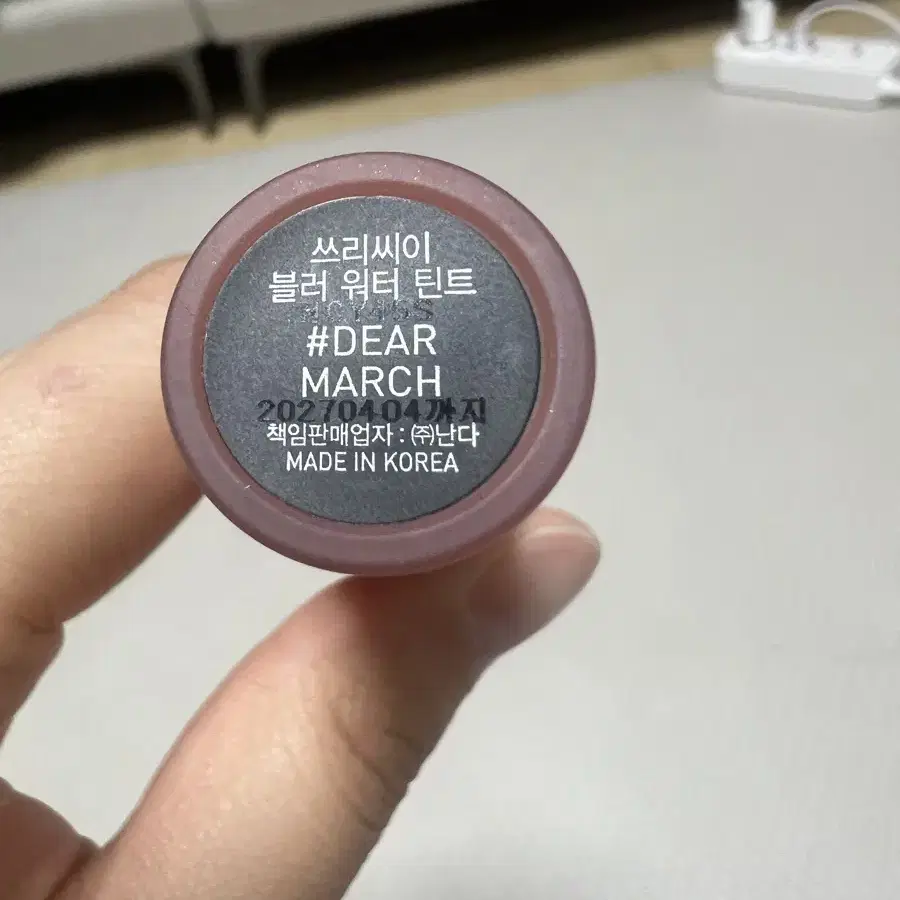 쓰리씨이
블러 워터 틴트
#DEAR
MARCH
20270404까지
책임판매업자 : ㈜난다
MADE IN KOREA